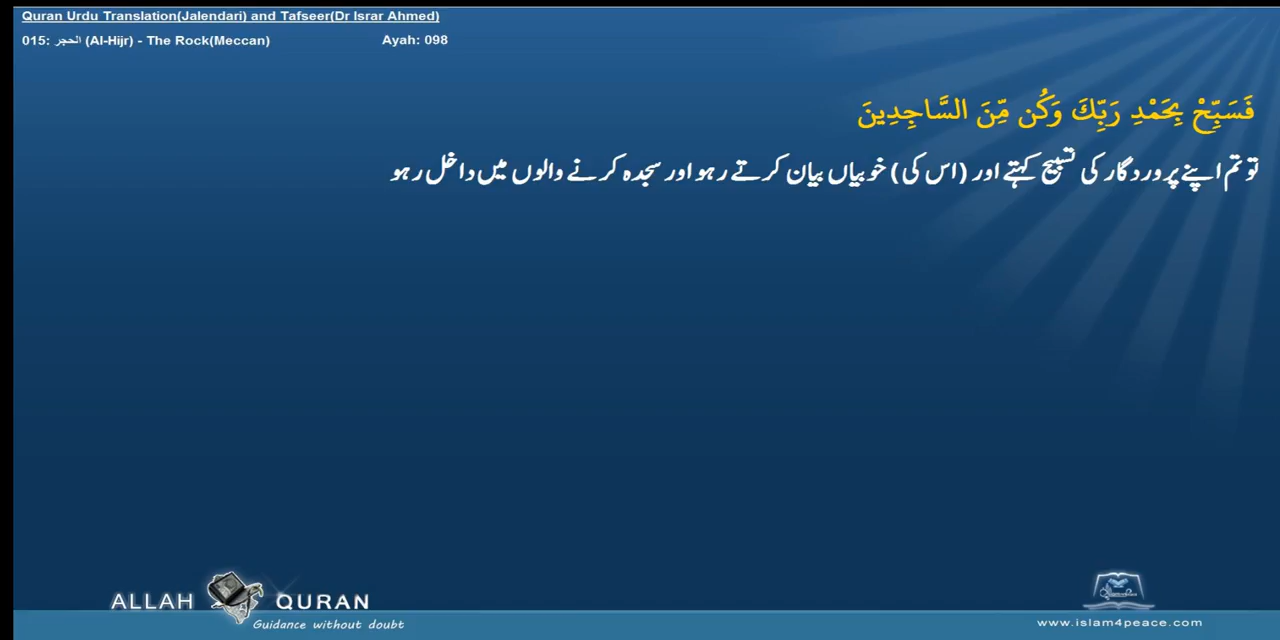 Quran Urdu Translation(Jalendari) and Tafseer(Dr Israr Ahmed)
015: الحجر (Al-Hijr) - The Rock(Meccan) Ayah: 098
فَسَبِّحْ بِحَمْدِ رَبِّكَ وَكُن مِّنَ السَّاجِدِينَ
تو تم اپنے پروردگار کی تسبیح کہتے اور (اس کی) خوبیاں بیان کرتے رہو اور سجدہ کرنے والوں میں داخل رہو
ALLAH QURAN
Guidance without doubt
www.islam4peace.com